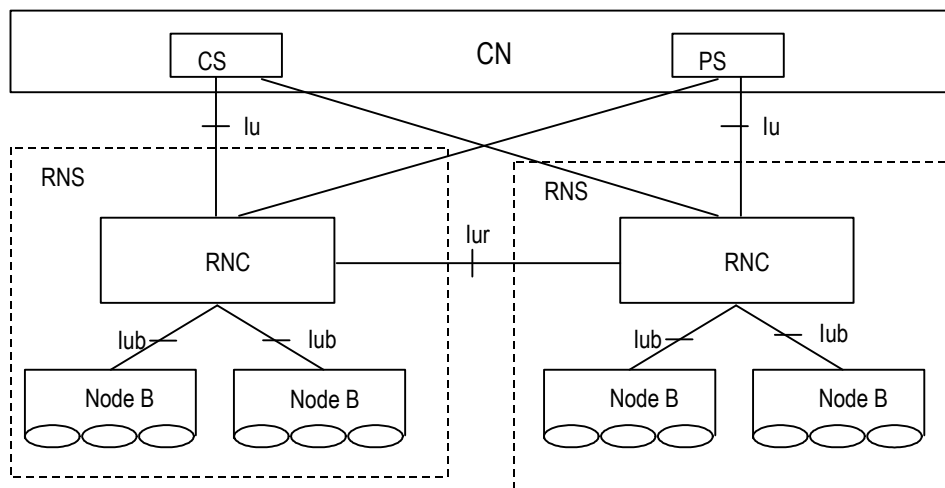 CS
CN
PS
Iu
Iu
RNS
RNS
RNC
Iur
RNC
Iub
Iub
Iub
Iub
Node B
Node B
Node B
Node B